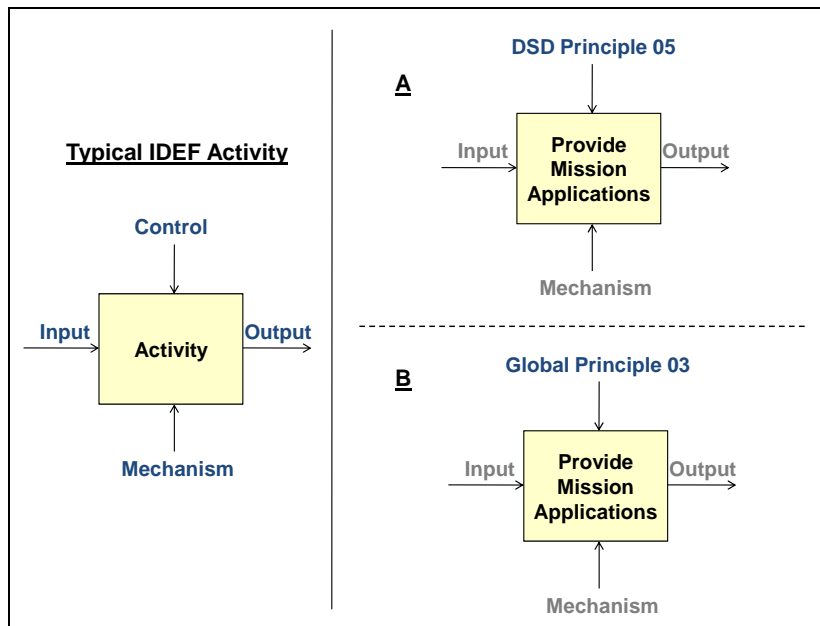 Typical IDEF Activity
Control
Input
Activity
Output
Mechanism
A
DSD Principle 05
Input
Provide
Mission
Applications
Output
Mechanism
B
Global Principle 03
Input
Provide
Mission
Applications
Output
Mechanism